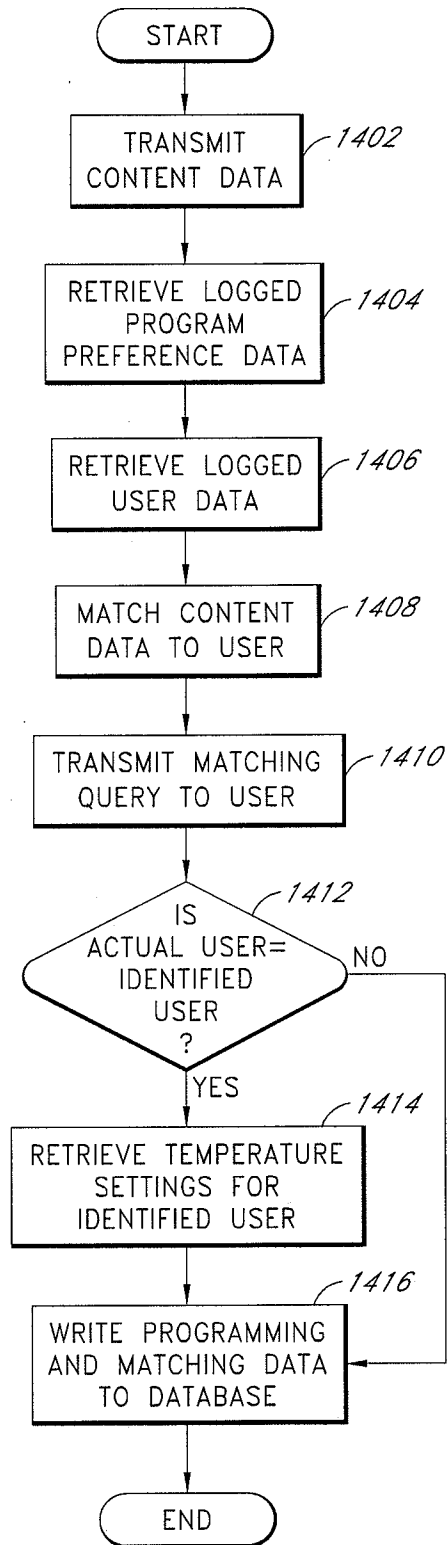 START
TRANSMIT
CONTENT DATA
1402
RETRIEVE LOGGED
PROGRAM
PREFERENCE DATA
1404
RETRIEVE LOGGED
USER DATA
1406
MATCH CONTENT
DATA TO USER
1408
TRANSMIT MATCHING
QUERY TO USER
1410
IS
ACTUAL USER=
IDENTIFIED
USER
?
1412
NO
YES
RETRIEVE TEMPERATURE
SETTINGS FOR
IDENTIFIED USER
1414
WRITE PROGRAMMING
AND MATCHING DATA
TO DATABASE
1416
END